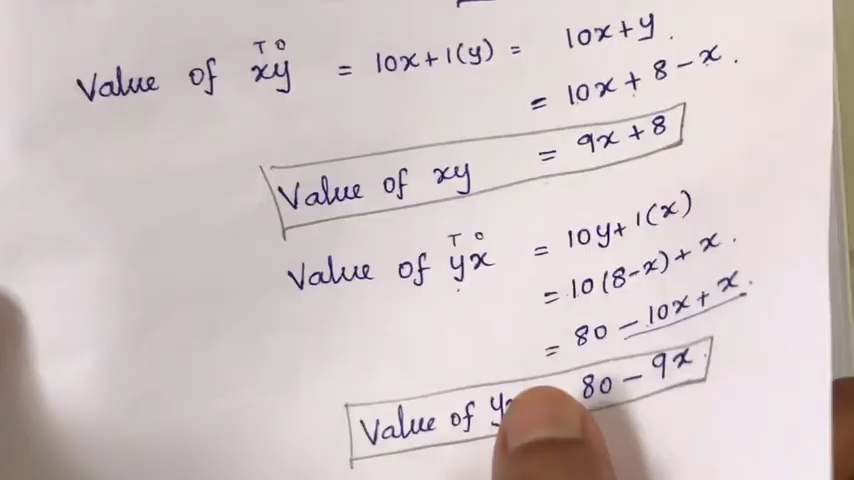 T O
Value of xy = 10x+1(y) = 10x+y.
= 10x + 8 - x.
Value of xy = 9x+8
T O
Value of yx = 10y+1(x)
= 10(8-x)+x.
= 80 - 10x + x.
Value of 80 - 9x